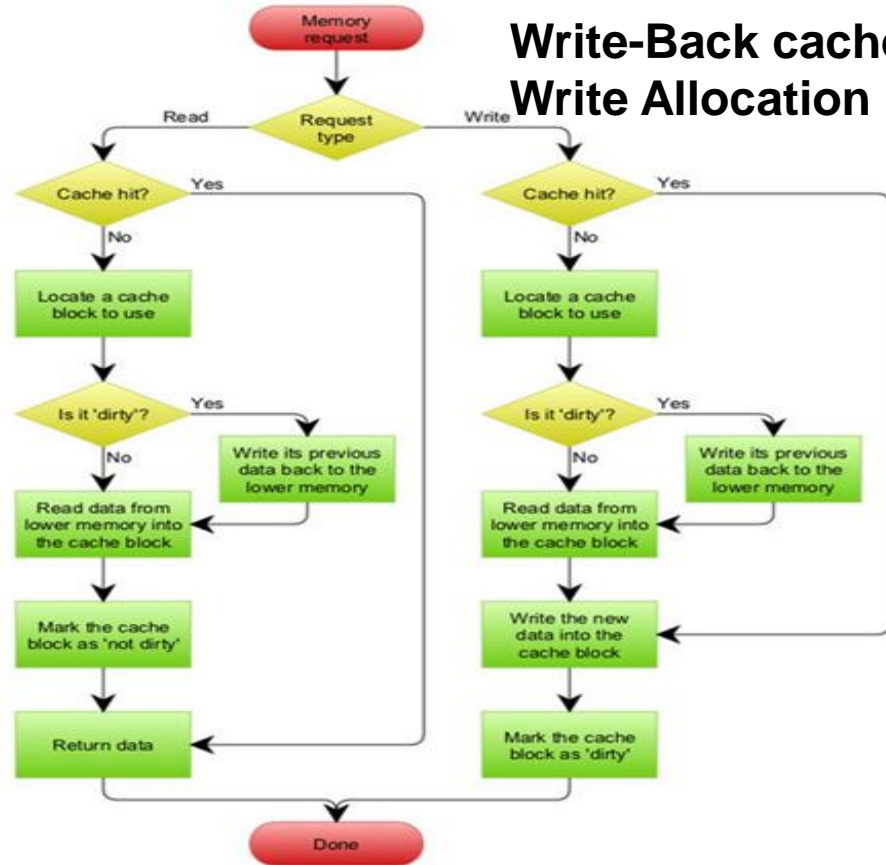 Memory
request
Write-Back cache
Write Allocation
Request
type
Read
Write
Cache hit?
Yes
No
Locate a cache
block to use
Is it 'dirty'?
Yes
No
Write its previous
data back to the
lower memory
Read data from
lower memory into
the cache block
Mark the cache
block as 'not dirty'
Return data
Cache hit?
Yes
No
Locate a cache
block to use
Is it 'dirty'?
Yes
No
Write its previous
data back to the
lower memory
Read data from
lower memory into
the cache block
Write the new
data into the
cache block
Mark the cache
block as 'dirty'
Done